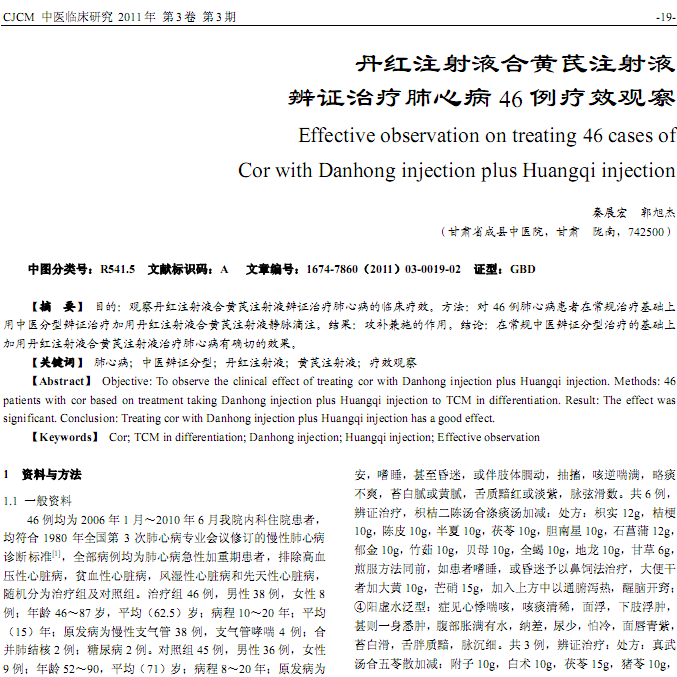 CJCM 中医临床研究 2011 年 第 3 卷 第 3 期 -19-
丹红注射液合黄芪注射液
辨证治疗肺心病 46 例疗效观察
Effective observation on treating 46 cases of
Cor with Danhong injection plus Huangqi injection
秦展宏 郭旭杰
（甘肃省成县中医院，甘肃 陇南，742500）
中图分类号：R541.5 文献标识码：A 文章编号：1674-7860（2011）03-0019-02 证型：GBD
【摘 要】目的：观察丹红注射液合黄芪注射液辨证治疗肺心病的临床疗效。方法：对 46 例肺心病患者在常规治疗基础上
用中医分型辨证治疗加用丹红注射液合黄芪注射液静脉滴注。结果：攻补兼施的作用。结论：在常规中医辨证分型治疗的基础上
加用丹红注射液合黄芪注射液治疗肺心病有确切的效果。
【关键词】肺心病；中医辨证分型；丹红注射液；黄芪注射液；疗效观察
【Abstract】 Objective: To observe the clinical effect of treating cor with Danhong injection plus Huangqi injection. Methods: 46
patients with cor based on treatment taking Danhong injection plus Huangqi injection to TCM in differentiation. Result: The effect was
significant. Conclusion: Treating cor with Danhong injection plus Huangqi injection has a good effect.
【Keywords】 Cor; TCM in differentiation; Danhong injection; Huangqi injection; Effective observation
1 资料与方法
1.1 一般资料
46 例均为 2006 年 1 月～2010 年 6 月我院内科住院患者，
均符合 1980 年全国第 3 次肺心病专业会议修订的慢性肺心病
诊断标准[1]，全部病例均为肺心病急性加重期患者，排除高血
压性心脏病，贫血性心脏病，风湿性心脏病和先天性心脏病，
随机分为治疗组及对照组。治疗组 46 例，男性 38 例，女性 8
例；年龄 46～87 岁，平均（62.5）岁；病程 10～20 年；平均
（15）年；原发病为慢性支气管 38 例，支气管哮喘 4 例；合
并肺结核 2 例；糖尿病 2 例。对照组 45 例，男性 36 例，女性
9 例；年龄 52～90，平均（71）岁；病程 8～20 年；原发病为
安，嗜睡，甚至昏迷，或伴肢体瞤动，抽搐，咳逆喘满，略痰
不爽，苔白腻或黄腻，舌质黯红或淡紫，脉弦滑数。共 6 例，
辨证治疗，枳桔二陈汤合涤痰汤加减：处方：枳实 12g，桔梗
10g，陈皮 10g，半夏 10g，茯苓 10g，胆南星 10g，石菖蒲 12g，
郁金 10g，竹茹 10g，贝母 10g，全蝎 10g，地龙 10g，甘草 6g，
煎服方法同前，如患者嗜睡，或昏迷予以鼻饲法治疗，大便干
者加大黄 10g，芒硝 15g，加入上方中以通腑泻热，醒脑开窍；
④阳虚水泛型：症见心悸喘咳，咳痰清稀，面浮，下肢浮肿，
甚则一身悉肿，腹部胀满有水，纳差，尿少，怕冷，面唇青紫，
苔白滑，舌胖质黯，脉沉细。共 3 例，辨证治疗：处方：真武
汤合五苓散加减：附子 10g，白术 10g，茯苓 15g，猪苓 10g，